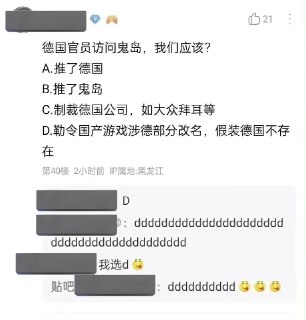 21
德国官员访问鬼岛，我们应该？
A.推了德国
B.推了鬼岛
C.制裁德国公司，如大众拜耳等
D.勒令国产游戏涉德部分改名，假装德国不存
在
第40楼 2小时前 IP属地:黑龙江
D
: ddddddddddddddddddddddd
dddddddddddddddddddd
我选d
贴吧 : dddddddddd